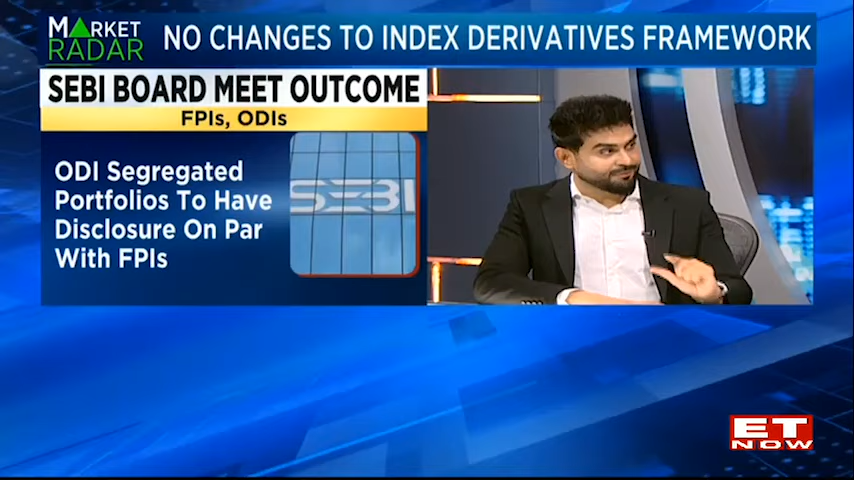 MARKET
RADAR
NO CHANGES TO INDEX DERIVATIVES FRAMEWORK
SEBI BOARD MEET OUTCOME
FPIs, ODIs
ODI Segregated
Portfolios To Have
Disclosure On Par
With FPIs
SEBI
ET
NOW